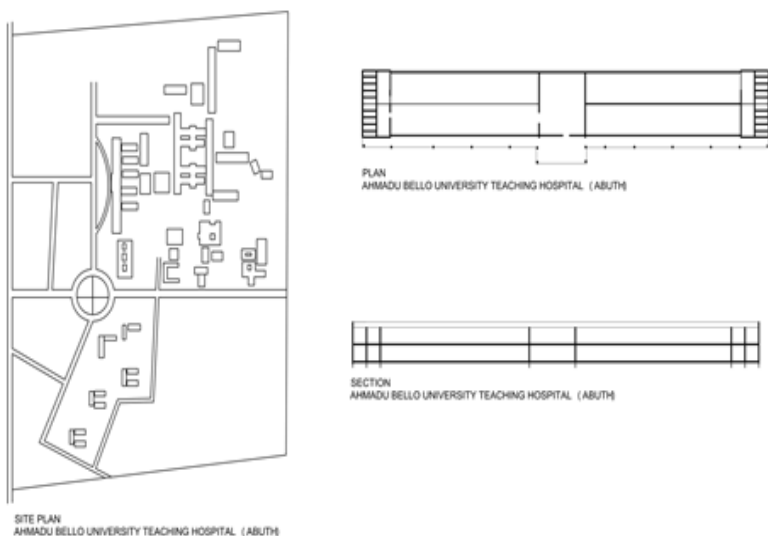 PLAN
AHMADU BELLO UNIVERSITY TEACHING HOSPITAL ( ABUTH)
SECTION
AHMADU BELLO UNIVERSITY TEACHING HOSPITAL ( ABUTH)
SITE PLAN
AHMADU BELLO UNIVERSITY TEACHING HOSPITAL ( ABUTH)